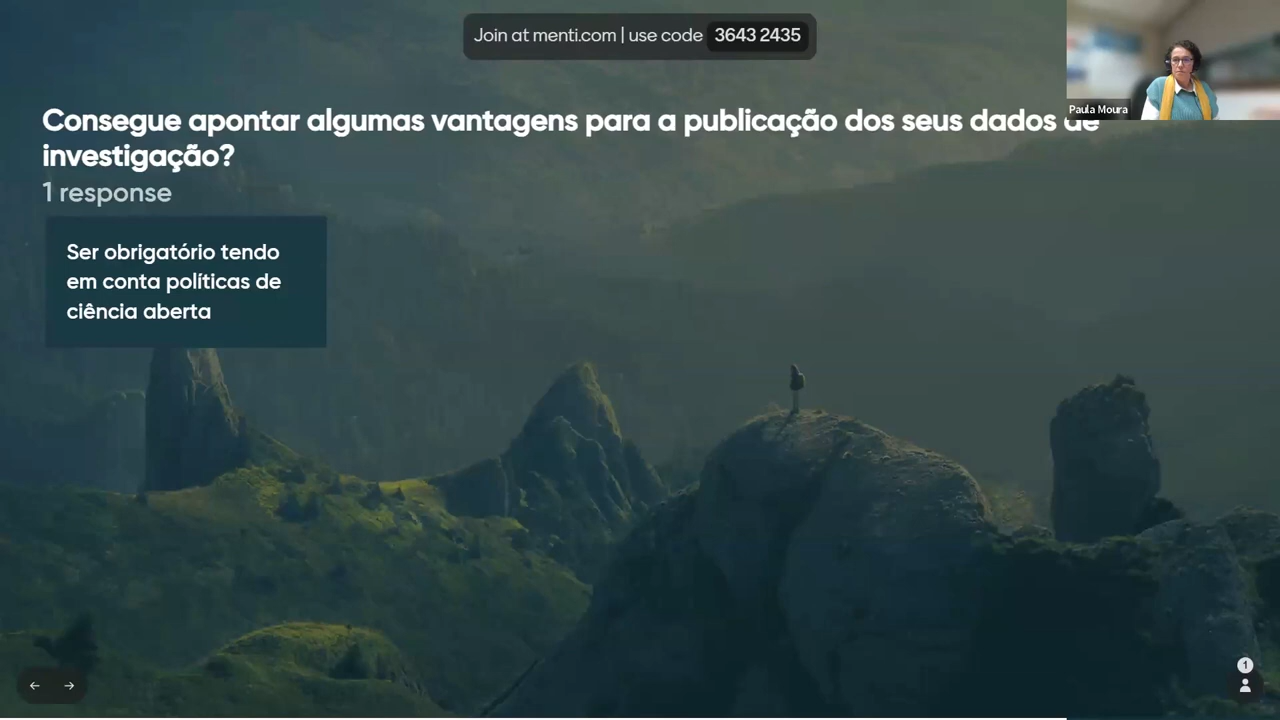 Join at menti.com | use code 3643 2435
Paula Moura
Consegue apontar algumas vantagens para a publicação dos seus dados de
investigação?
1 response
Ser obrigatório tendo
em conta políticas de
ciência aberta
1